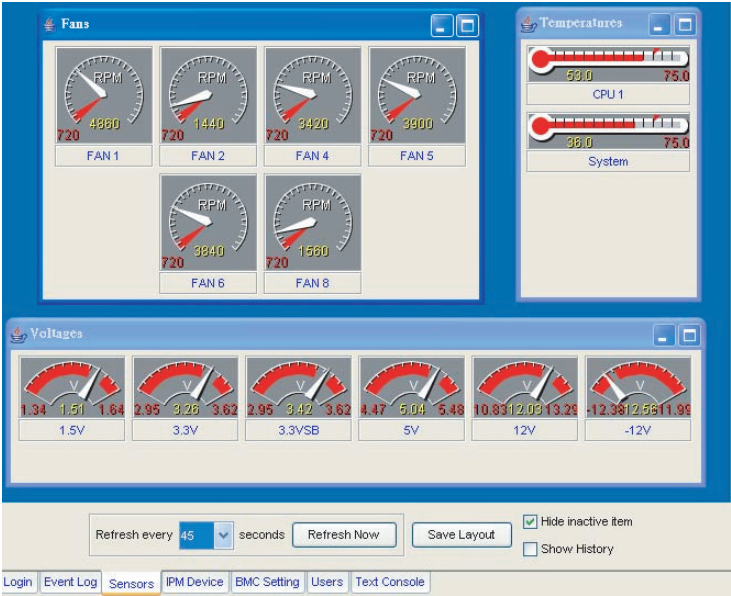 Fans
RPM
4860
720
FAN 1
RPM
1440
720
FAN 2
RPM
3420
720
FAN 4
RPM
3900
720
FAN 5
RPM
3840
720
FAN 6
RPM
1560
720
FAN 8
Temperatures
53.0 75.0
CPU 1
36.0 75.0
System
Voltages
V
1.34 1.51 1.64
1.5V
V
2.95 3.26 3.62
3.3V
V
2.95 3.42 3.62
3.3VSB
V
4.47 5.04 5.48
5V
V
10.83 12.03 13.29
12V
V
-12.38 12.56 11.99
-12V
Refresh every 45 seconds Refresh Now Save Layout
Hide inactive item
Show History
Login Event Log Sensors IPM Device BMC Setting Users Text Console